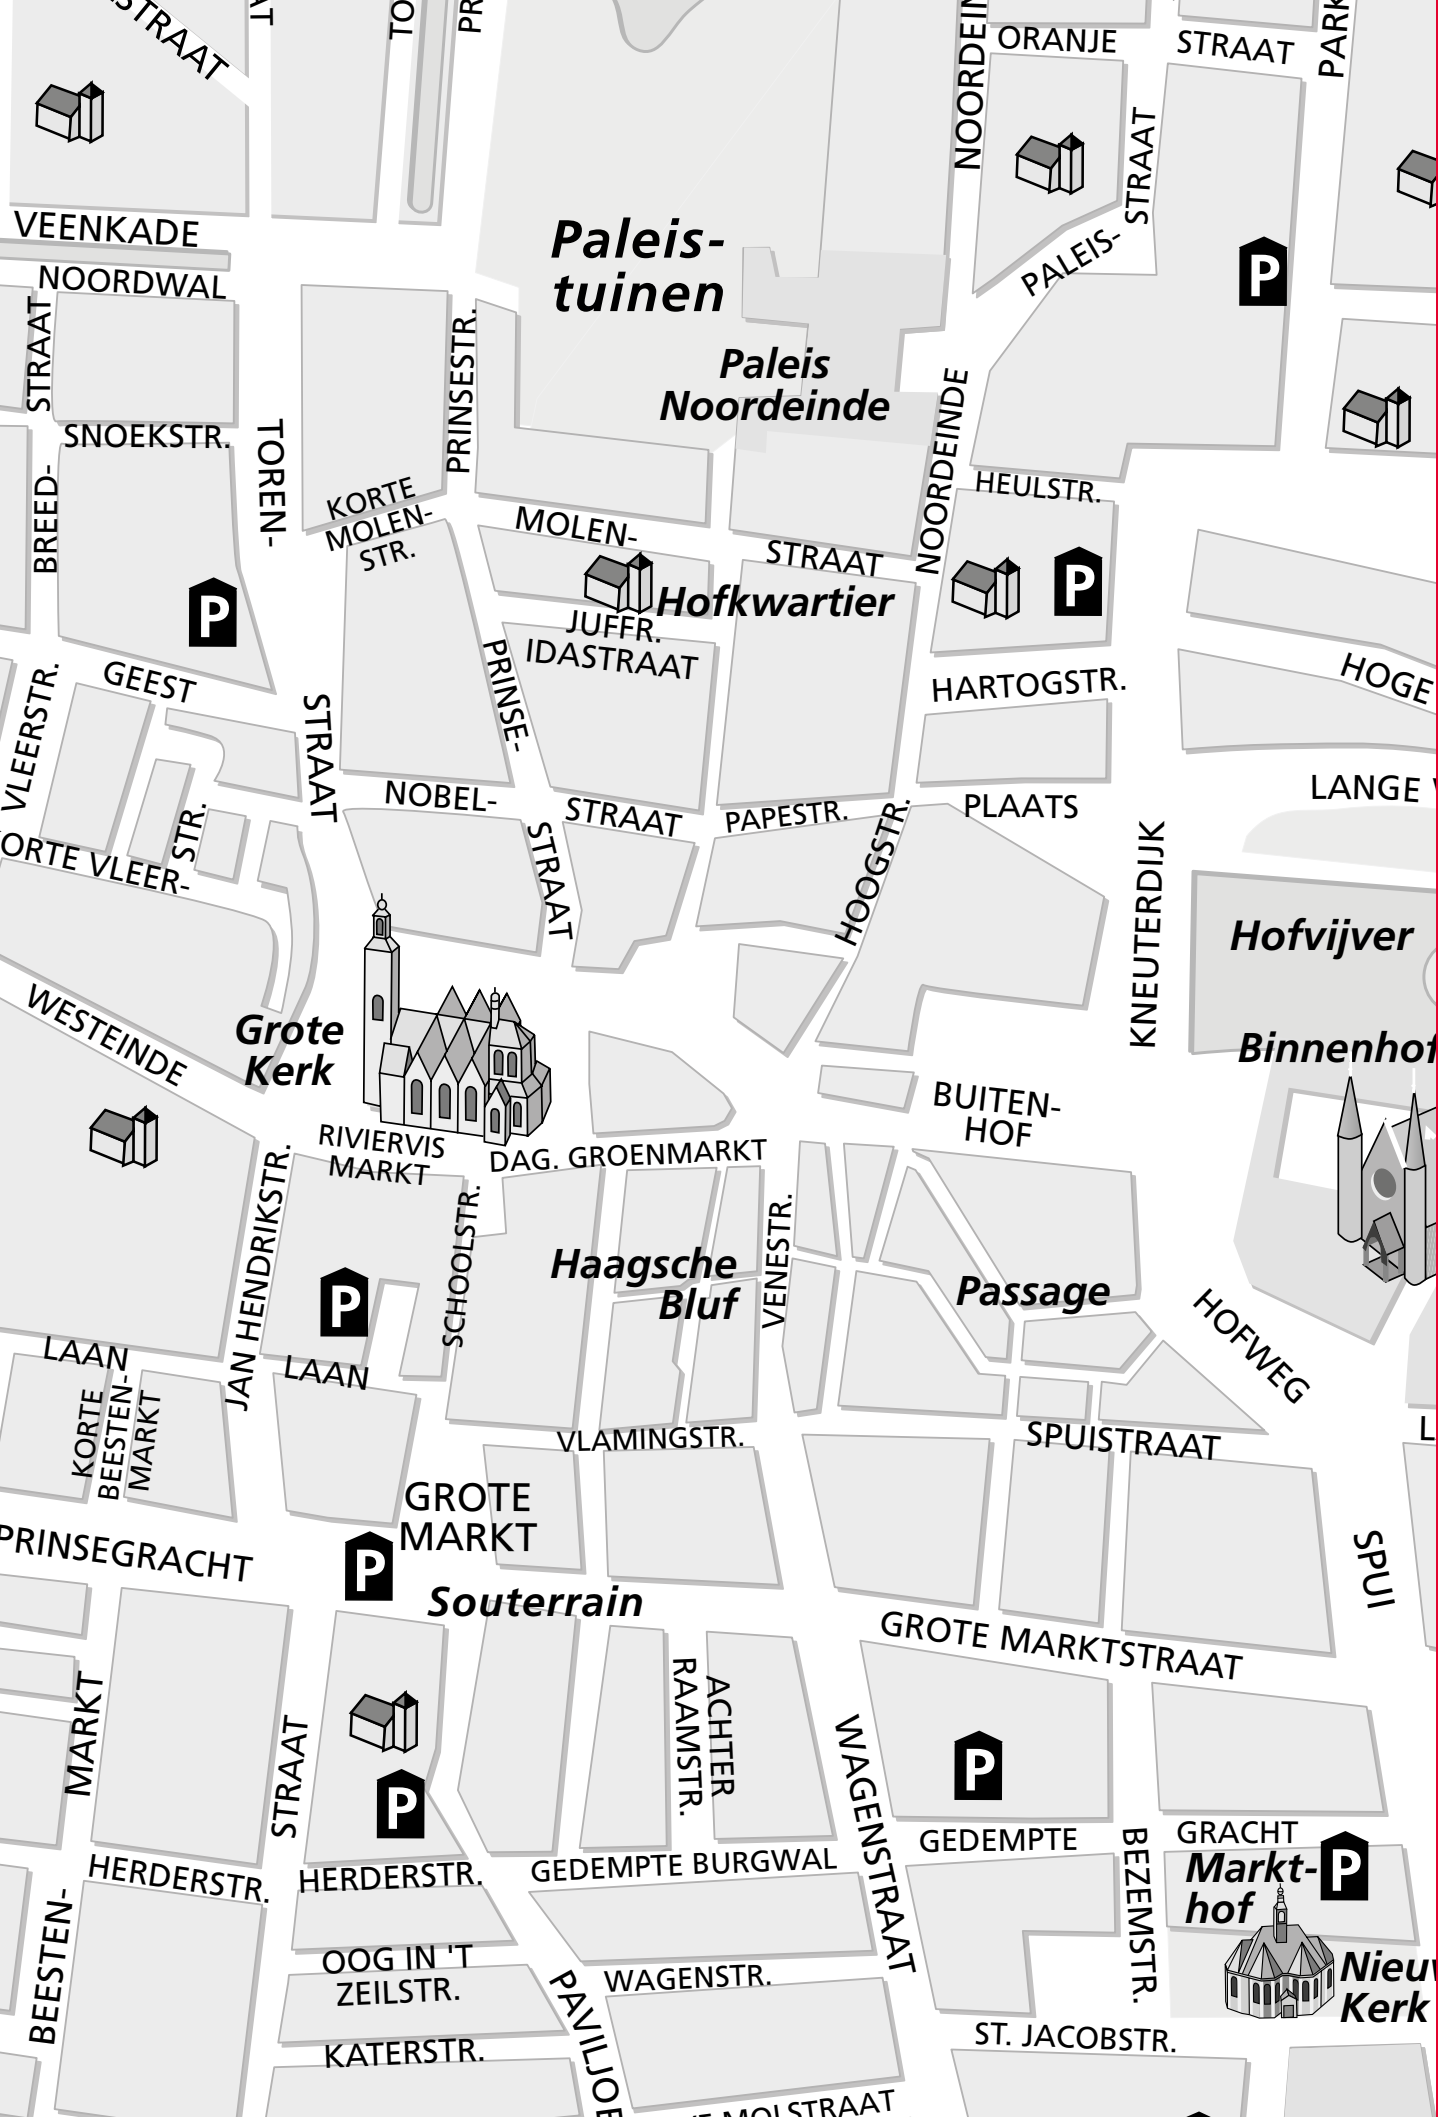 STRAAT
ORANJE
STRAAT
NOORDEIN
PARK
STRAAT
VEENKADE
NOORDWAL
Paleis-
tuinen
PALEIS-
P
STRAAT
PRINSESTR.
Paleis
Noordeinde
SNOEKSTR.
TOREN-
BREED-
KORTE
MOLEN-
STR.
MOLEN-
STRAAT
NOORDEINDE
HEULSTR.
P
P
Hofkwartier
JUFFR.
IDASTRAAT
GEEST
VLEERSTR.
STRAAT
PRINSE-
HARTOGSTR.
HOGE
NOBEL-
STRAAT
PAPESTR.
PLAATS
LANGE
STR.
ORTE VLEER-
STRAAT
HOOGSTR.
KNEUTERDIJK
Hofvijver
WESTEINDE
Grote
Kerk
Binnenhof
BUITEN-
HOF
RIVIERVIS
MARKT
DAG. GROENMARKT
JAN HENDRIKSTR.
SCHOOLSTR.
VENESTR.
Haagsche
Bluf
Passage
P
HOFWEG
LAAN
LAAN
KORTE
BEESTEN-
MARKT
VLAMINGSTR.
SPUISTRAAT
L
GROTE
MARKT
PRINSEGRACHT
P
Souterrain
SPUI
GROTE MARKTSTRAAT
MARKT
STRAAT
ACHTER
RAAMSTR.
WAGENSTRAAT
P
P
GEDEMPTE
GRACHT
HERDERSTR.
HERDERSTR.
GEDEMPTE BURGWAL
BEZEMSTR.
Markt-
hof
P
BEESTEN-
OOG IN 'T
ZEILSTR.
WAGENSTR.
Nieuw
Kerk
KATERSTR.
PAVILJOE
ST. JACOBSTR.
MOLSTRAAT